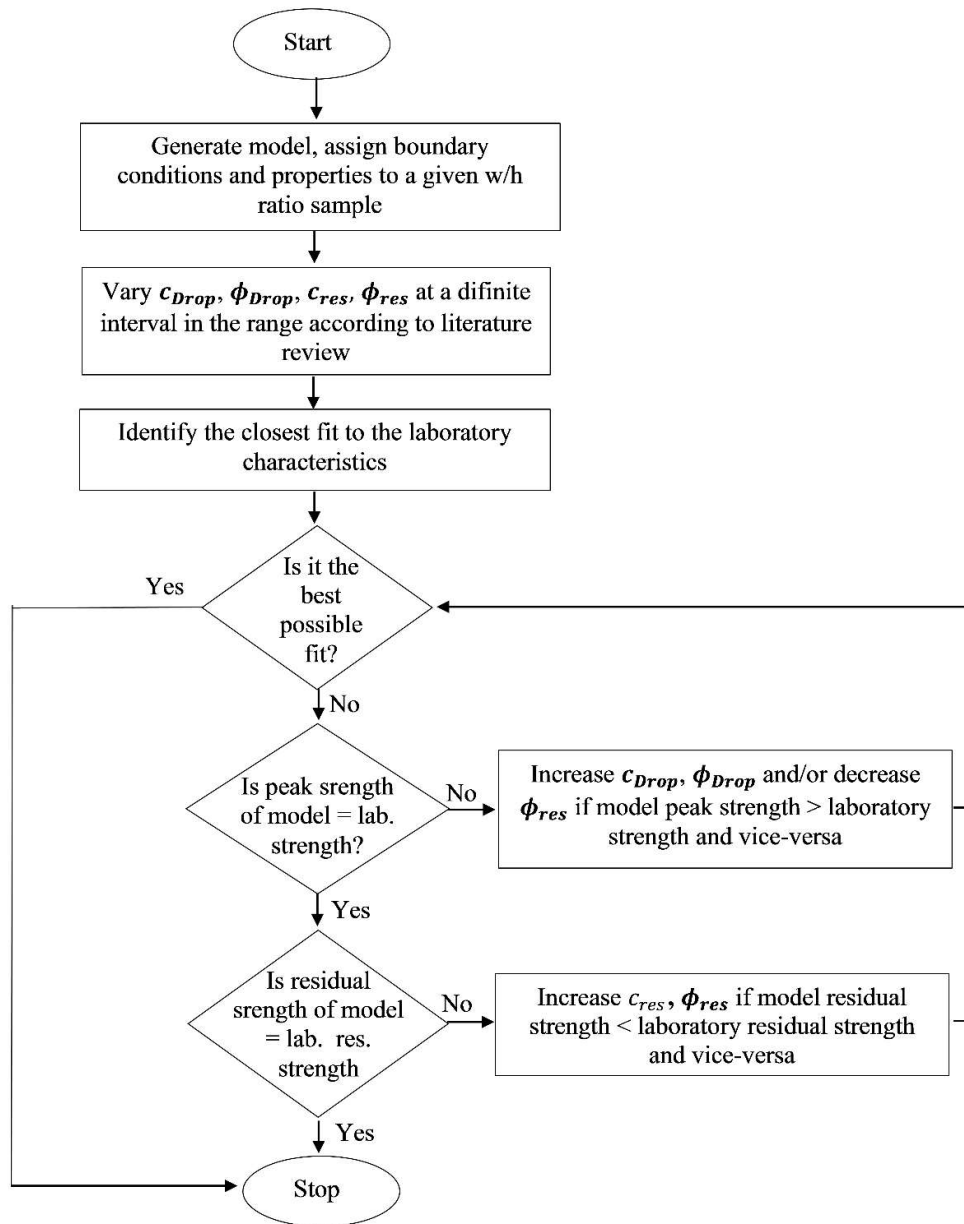 Start
Generate model, assign boundary
conditions and properties to a given w/h
ratio sample
Vary c_Drop, ϕ_Drop, c_res, ϕ_res at a difinite
interval in the range according to literature
review
Identify the closest fit to the laboratory
characteristics
Yes
Is it the
best
possible
fit?
No
Is peak srength
of model = lab.
strength?
No
Increase c_Drop, ϕ_Drop and/or decrease
ϕ_res if model peak strength > laboratory
strength and vice-versa
Yes
Is residual
srength of model
= lab. res.
strength
No
Increase c_res, ϕ_res if model residual
strength < laboratory residual strength
and vice-versa
Yes
Stop